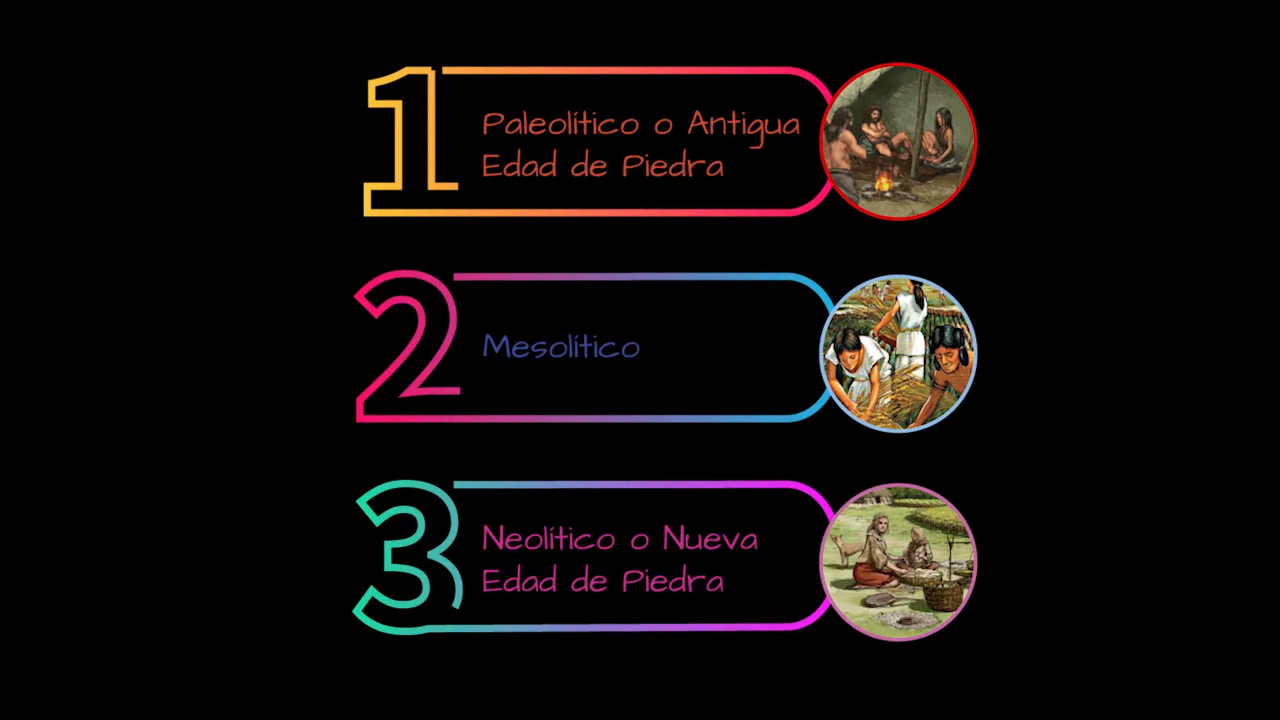 1
Paleolítico o Antigua
Edad de Piedra
2
Mesolítico
3
Neolítico o Nueva
Edad de Piedra